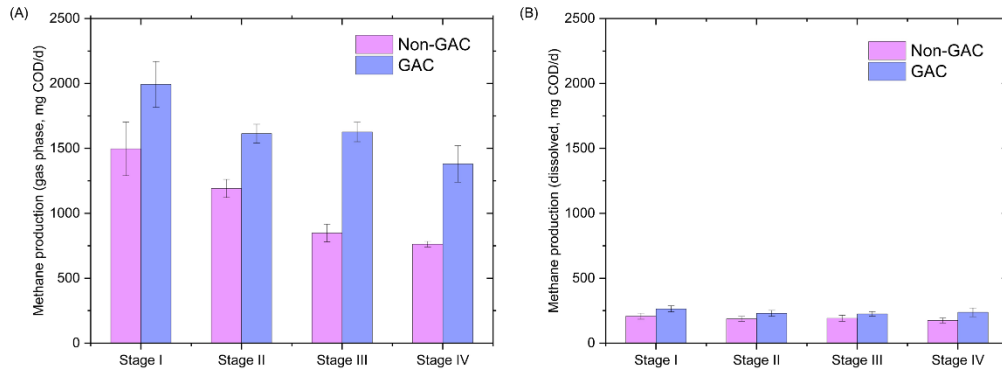 (A)
Methane production (gas phase, mg COD/d)
2500
2000
1500
1000
500
0
Non-GAC
GAC
Stage I
Stage II
Stage III
Stage IV
(B)
Methane production (dissolved, mg COD/d)
2500
2000
1500
1000
500
0
Non-GAC
GAC
Stage I
Stage II
Stage III
Stage IV